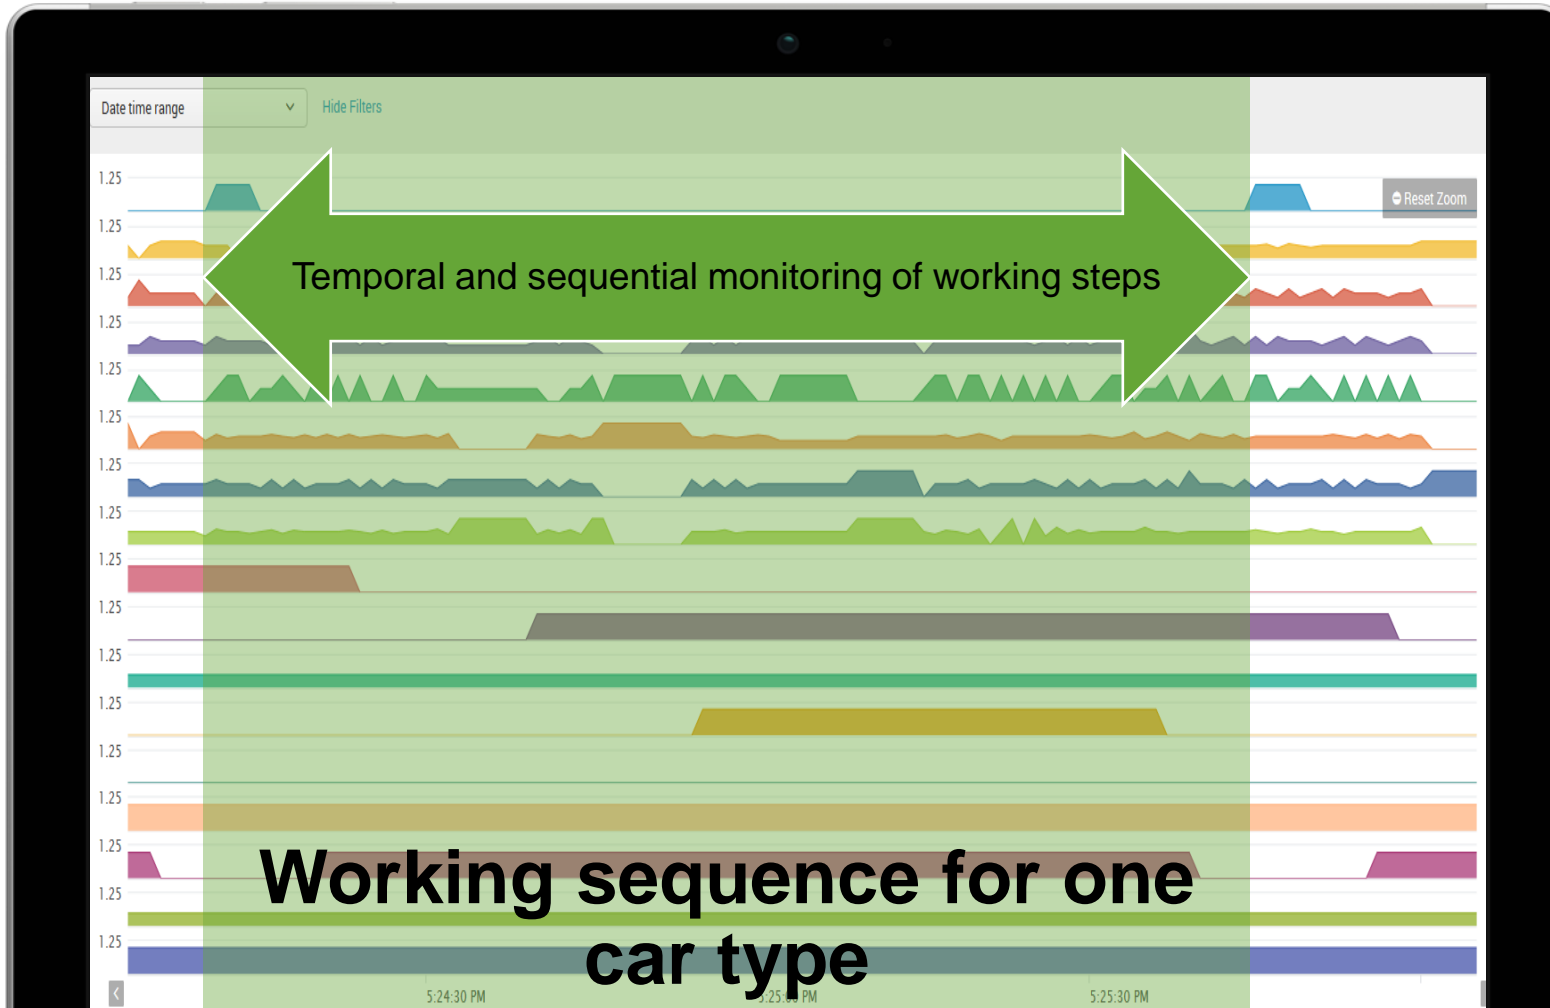 Date time range
Hide Filters
1.25
Reset Zoom
1.25
1.25
Temporal and sequential monitoring of working steps
1.25
1.25
1.25
1.25
1.25
1.25
1.25
1.25
1.25
1.25
1.25
1.25
Working sequence for one
1.25
1.25
car type
5:24:30 PM
PM
5:25:30 PM